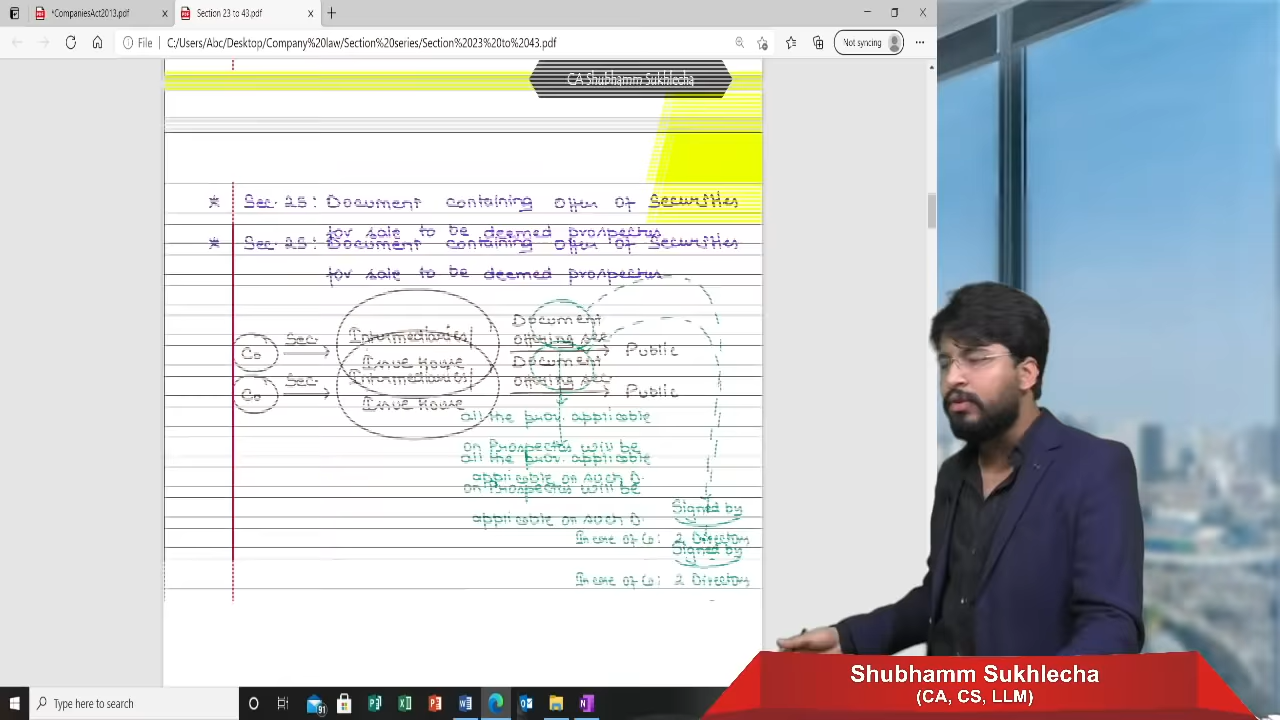 *CompaniesAct2013.pdf
Section 23 to 43.pdf
File
C:/Users/Abc/Desktop/Company%20law/Section%20series/Section%2023%20to%2043.pdf
Not syncing
CA Shubhamm Sukhlecha
* Sec. 25: Document containing offer of Securities
for sale to be deemed prospectus
* Sec. 25: Document containing offer of Securities
for sale to be deemed prospectus
Co Sec. Intermediaries/ Issue House Document offering sec Public
Co Sec. Intermediaries/ Issue House Document offering sec Public
all the prov. applicable
on Prospectus will be
all the prov. applicable
applicable on such D.
on Prospectus will be
Signed by
applicable on such D.
In case of Co: 2 Directors
Signed by
In case of Co: 2 Directors
Shubhamm Sukhlecha
(CA, CS, LLM)
Type here to search
91